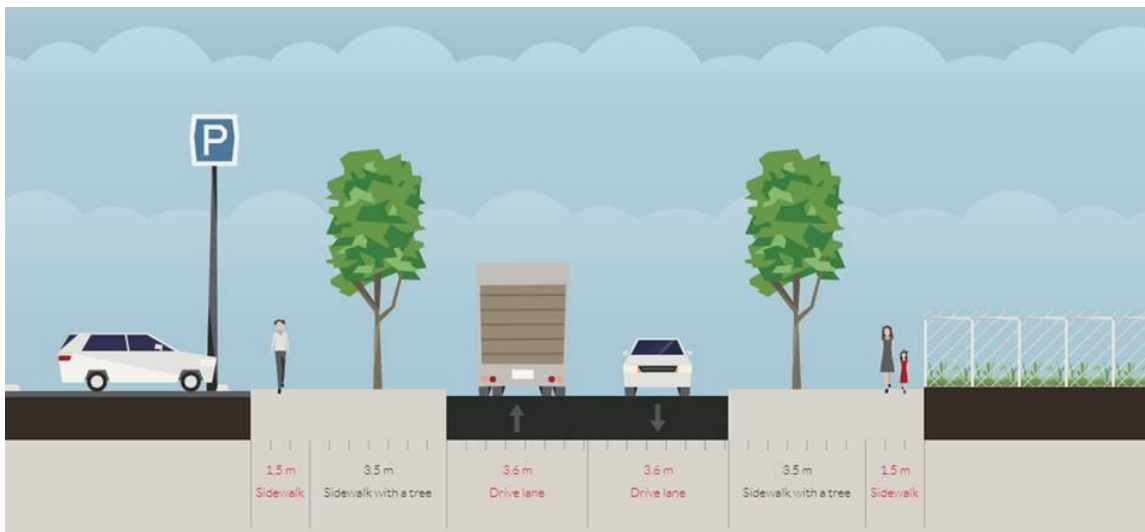 P
1.5 m
Sidewalk
3.5 m
Sidewalk with a tree
3.6 m
Drive lane
3.6 m
Drive lane
3.5 m
Sidewalk with a tree
1.5 m
Sidewalk